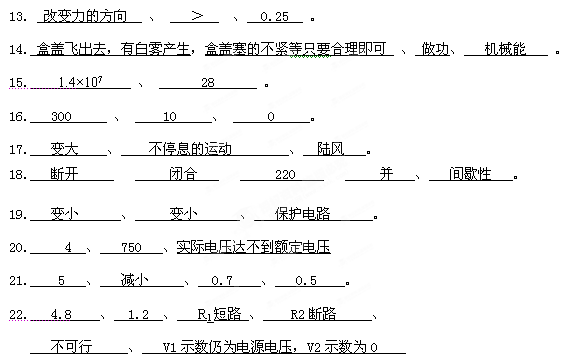 13. 改变力的方向 、 > 、 0.25 。
14. 盒盖飞出去，有白雾产生，盒盖塞的不紧等只要合理即可 、 做功、 机械能 。
15. 1.4×10⁷ 、 28 。
16. 300 、 10 、 0 。
17. 变大 、 不停息的运动 、 陆风 。
18. 断开 闭合 220 并 、 间歇性 。
19. 变小 、 变小 、 保护电路 。
20. 4 、 750 、实际电压达不到额定电压
21. 5 、 减小 、 0.7 、 0.5 。
22. 4.8 、 1.2 、 R₁短路 、 R2断路 、
不可行 、 V1示数仍为电源电压，V2示数为0